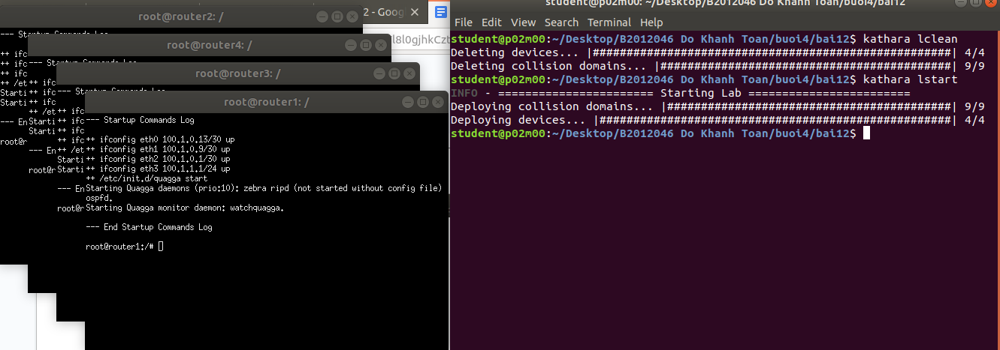 root@router2: /
2 - Goog
l8l0gjhkCzt
--- Startup Commands Log
++ ifc
++ ifc
++ ifc
++ /et
Starti
Starti
--- En
root@r
root@router4: /
--- Startup Commands Log
++ ifc
++ ifc
++ ifc
++ /et
Starti
Starti
--- En
root@r
root@router3: /
--- Startup Commands Log
++ ifc
++ ifc
++ ifc
++ /et
Starti
Starti
--- En
root@r
root@router1: /
--- Startup Commands Log
++ ifconfig eth0 100.1.0.13/30 up
++ ifconfig eth1 100.1.0.9/30 up
++ ifconfig eth2 100.1.0.1/30 up
++ ifconfig eth3 100.1.1.1/24 up
++ /etc/init.d/quagga start
Starting Quagga daemons (prio:10): zebra ripd (not started without config file)
ospfd.
Starting Quagga monitor daemon: watchquagga.
--- End Startup Commands Log
root@router1:/#
student@p02m00: ~/Desktop/B2012046 Do Khanh Toan/buoi4/bai12
File Edit View Search Terminal Help
student@p02m00:~/Desktop/B2012046 Do Khanh Toan/buoi4/bai12$ kathara lclean
Deleting devices... |#####################################################| 4/4
Deleting collision domains... |###########################################| 9/9
student@p02m00:~/Desktop/B2012046 Do Khanh Toan/buoi4/bai12$ kathara lstart
INFO - ======================= Starting Lab ========================
Deploying collision domains... |##########################################| 9/9
Deploying devices... |####################################################| 4/4
student@p02m00:~/Desktop/B2012046 Do Khanh Toan/buoi4/bai12$